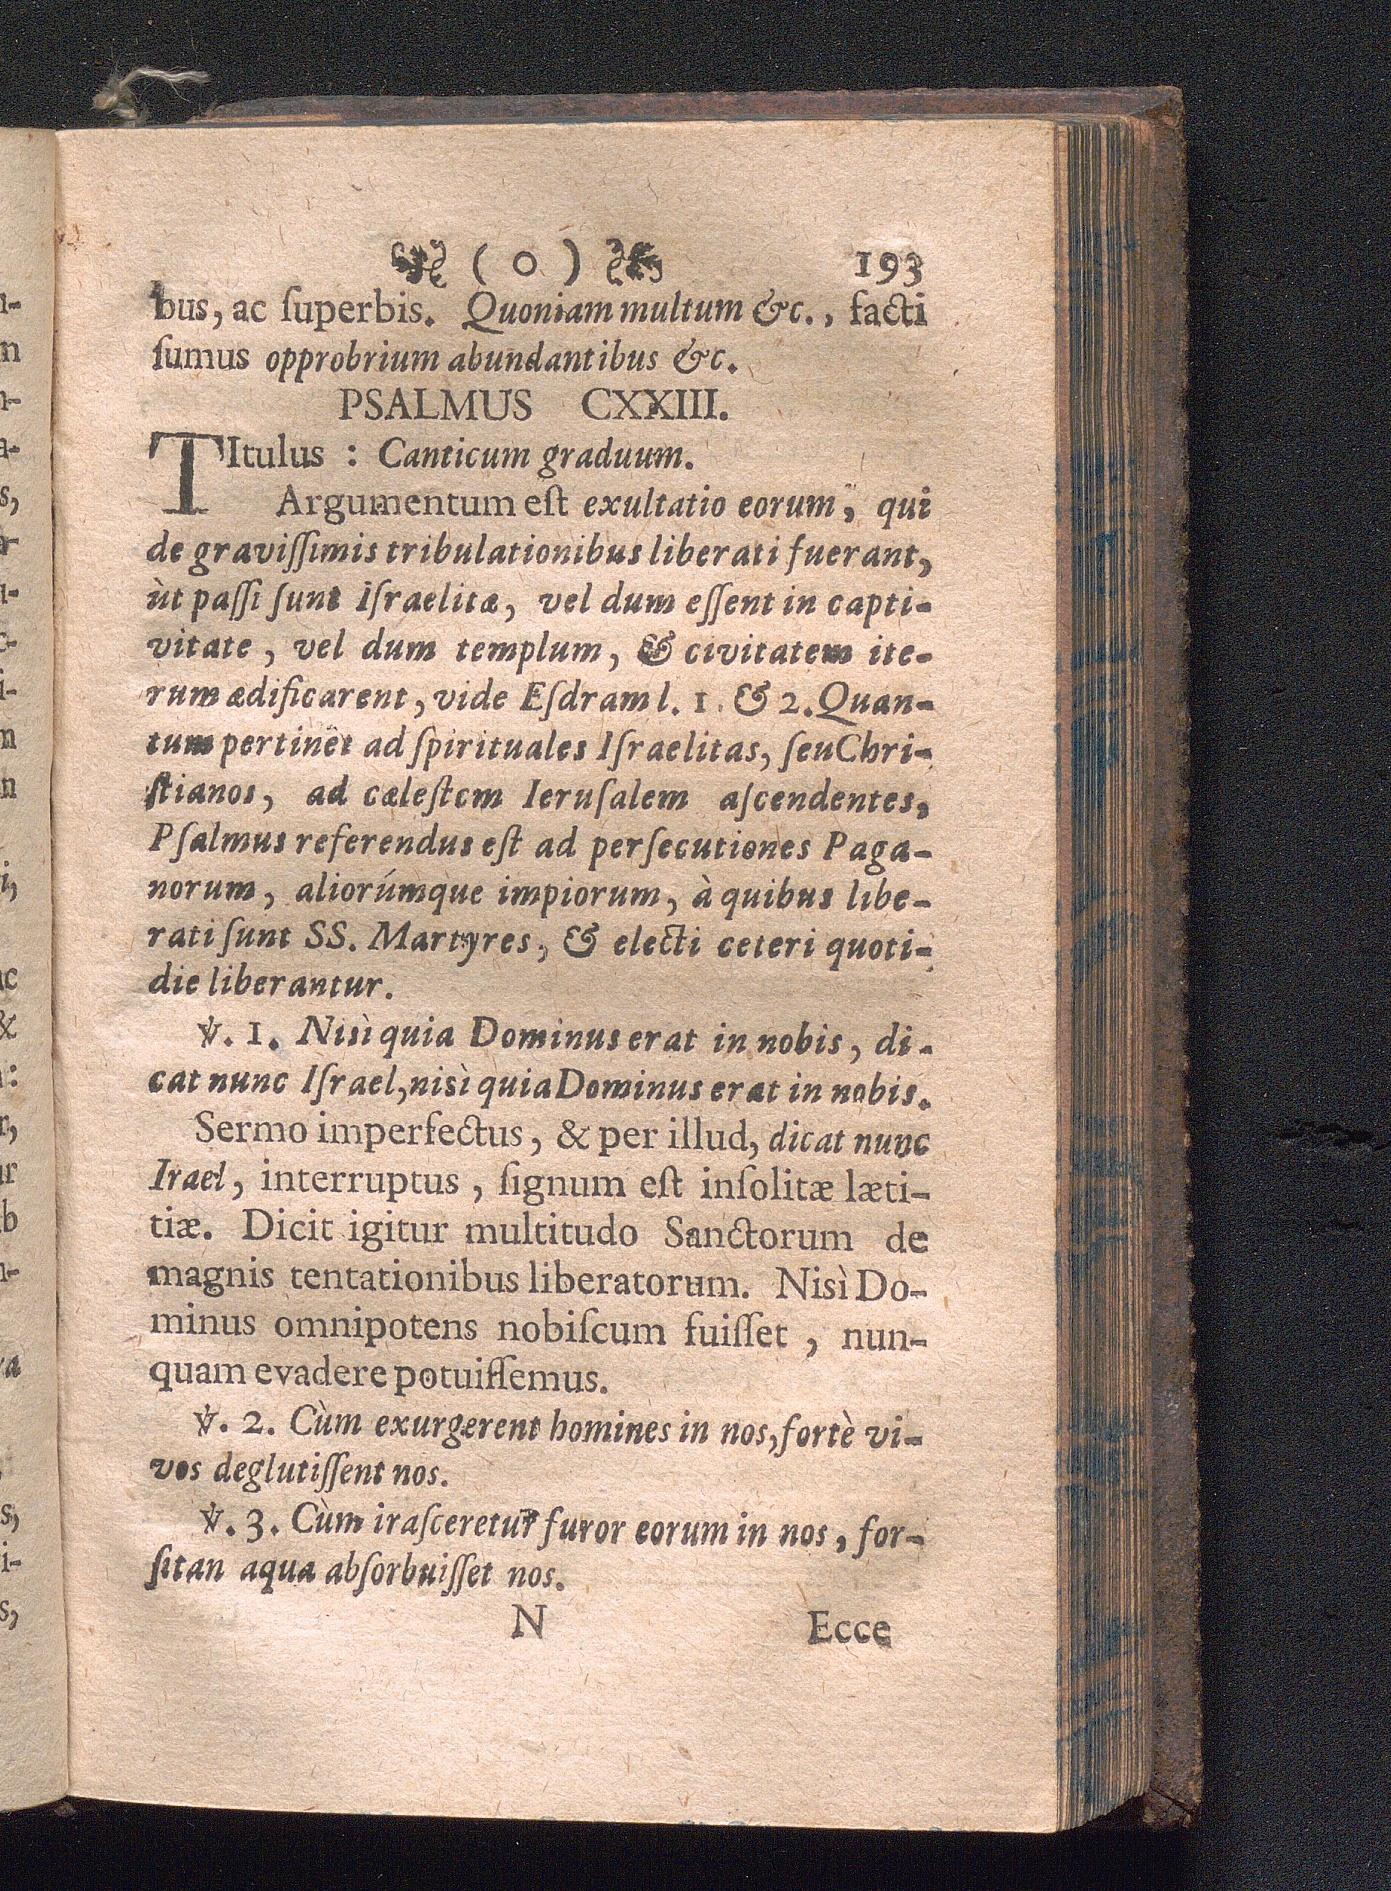 ( O ) 193
bus, ac ſuperbis. Quoniam multum &c., facti
ſumus opprobrium abundantibus &c.
PSALMUS CXXIII.
TItulus : Canticum graduum.
Argumentum eſt exultatio eorum, qui
de graviſſimis tribulationibus liberati fuerant,
ùt paſſi ſunt Iſraelitæ, vel dum eſſent in capti-
vitate, vel dum templum, & civitatem ite-
rum ædificarent, vide Eſdram l. 1. & 2. Quan-
tum pertinet ad ſpirituales Iſraelitas, ſeu Chri-
ſtianos, ad cæleſtem Ieruſalem aſcendentes,
Pſalmus referendus eſt ad perſecutiones Paga-
norum, aliorúmque impiorum, à quibus libe-
rati ſunt SS. Martyres, & electi ceteri quoti-
die liberantur.
℣. 1. Nisì quia Dominus erat in nobis, di-
cat nunc Iſrael, nisì quia Dominus erat in nobis.
Sermo imperfectus, & per illud, dicat nunc
Irael, interruptus, ſignum eſt inſolitæ læti-
tiæ. Dicit igitur multitudo Sanctorum de
magnis tentationibus liberatorum. Nisì Do-
minus omnipotens nobiſcum fuiſſet, nun-
quam evadere potuiſſemus.
℣. 2. Cùm exurgerent homines in nos, fortè vi-
vos deglutiſſent nos.
℣. 3. Cùm iraſceretur furor eorum in nos, for-
ſitan aqua abſorbuiſſet nos.
N Ecce